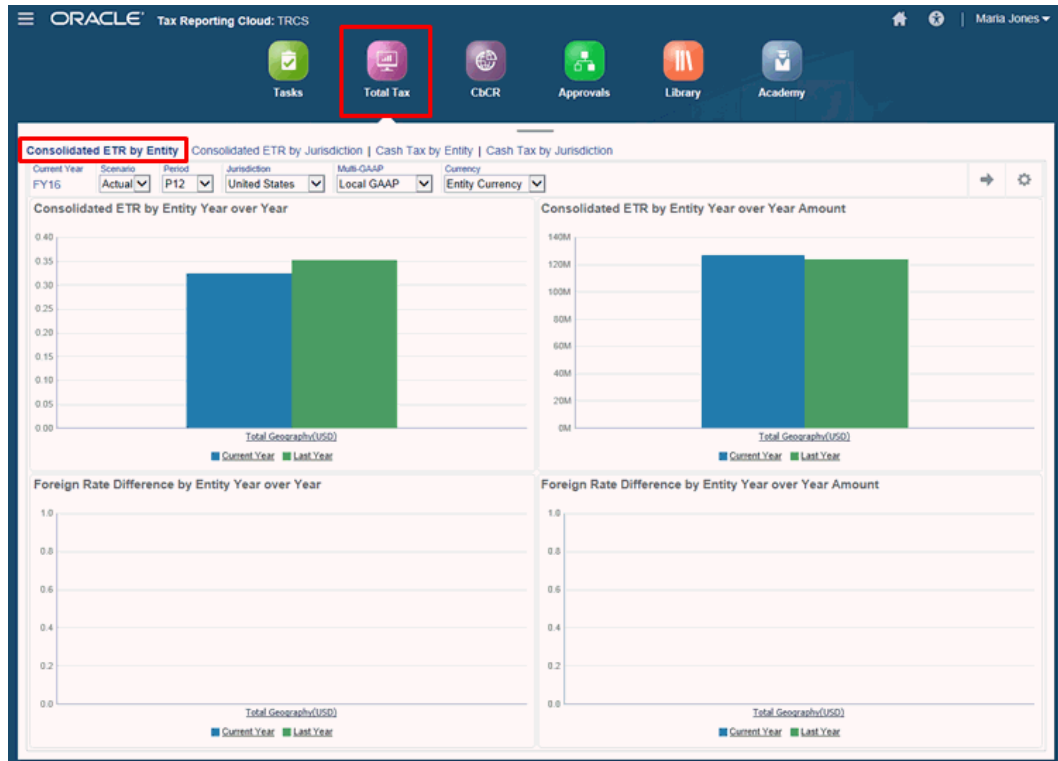 ORACLE Tax Reporting Cloud: TRCS
Maria Jones
Tasks
Total Tax
CbCR
Approvals
Library
Academy
Consolidated ETR by Entity Consolidated ETR by Jurisdiction | Cash Tax by Entity | Cash Tax by Jurisdiction
Current Year Scenario Period Jurisdiction Multi-GAAP Currency
FY16 Actual P12 United States Local GAAP Entity Currency
Consolidated ETR by Entity Year over Year
0.40
0.35
0.30
0.25
0.20
0.15
0.10
0.05
0.00
Total Geography(USD)
Current Year Last Year
Consolidated ETR by Entity Year over Year Amount
140M
120M
100M
80M
60M
40M
20M
0M
Total Geography(USD)
Current Year Last Year
Foreign Rate Difference by Entity Year over Year
1.0
0.8
0.6
0.4
0.2
0.0
Total Geography(USD)
Current Year Last Year
Foreign Rate Difference by Entity Year over Year Amount
1.0
0.8
0.6
0.4
0.2
0.0
Total Geography(USD)
Current Year Last Year